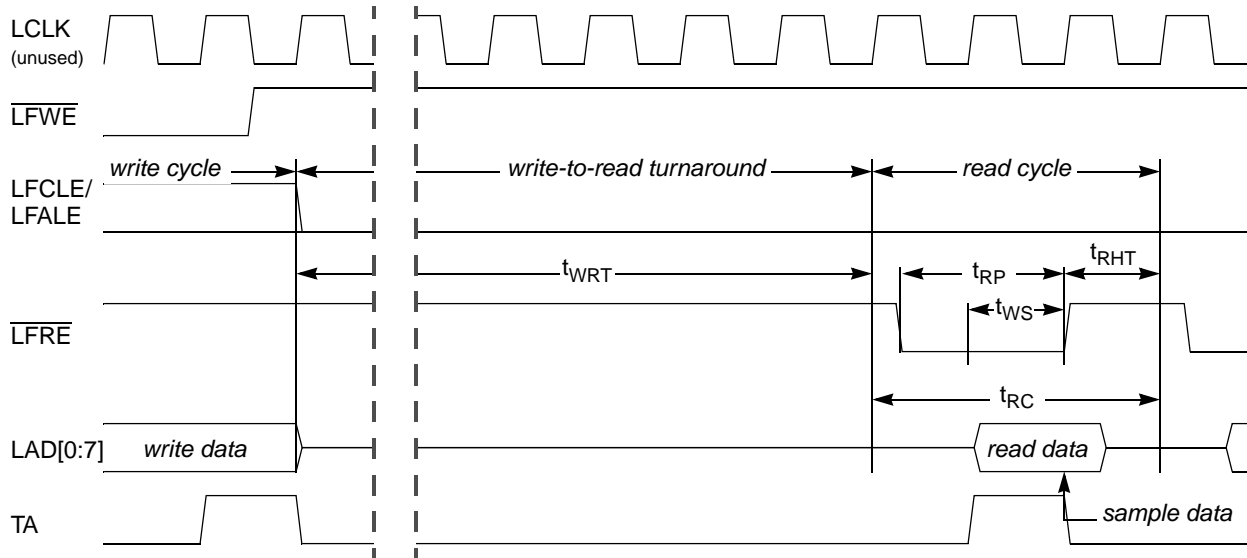 LCLK
(unused)
LFWE
write cycle
write-to-read turnaround
read cycle
LFCLE/
LFALE
tWRT
tRP
tRHT
tWS
LFRE
tRC
LAD[0:7]
write data
read data
TA
sample data